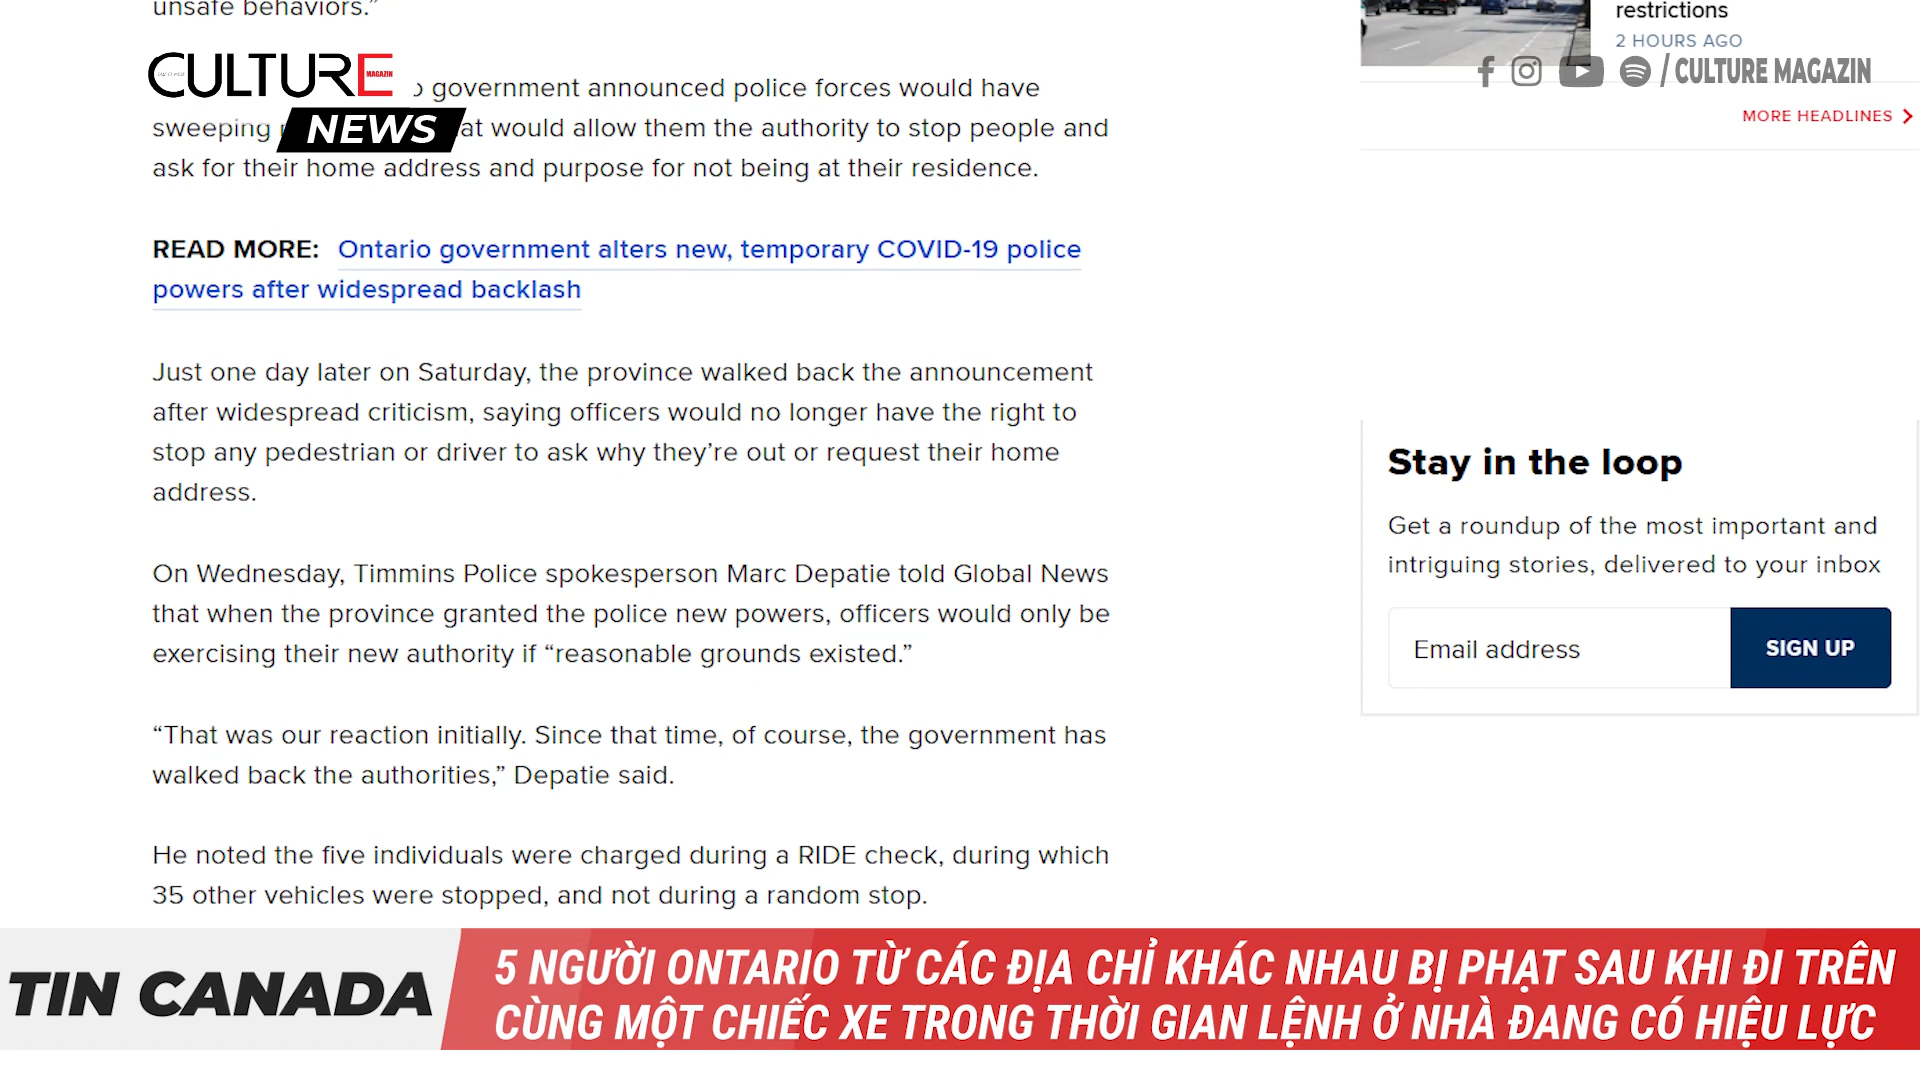 unsafe behaviors.”
CULTURE
MAGAZIN
NEWS
government announced police forces would have
sweeping at would allow them the authority to stop people and
ask for their home address and purpose for not being at their residence.
READ MORE: Ontario government alters new, temporary COVID-19 police
powers after widespread backlash
Just one day later on Saturday, the province walked back the announcement
after widespread criticism, saying officers would no longer have the right to
stop any pedestrian or driver to ask why they’re out or request their home
address.
On Wednesday, Timmins Police spokesperson Marc Depatie told Global News
that when the province granted the police new powers, officers would only be
exercising their new authority if “reasonable grounds existed.”
“That was our reaction initially. Since that time, of course, the government has
walked back the authorities,” Depatie said.
He noted the five individuals were charged during a RIDE check, during which
35 other vehicles were stopped, and not during a random stop.
restrictions
2 HOURS AGO
/ CULTURE MAGAZIN
MORE HEADLINES
Stay in the loop
Get a roundup of the most important and
intriguing stories, delivered to your inbox
Email address
SIGN UP
TIN CANADA
5 NGƯỜI ONTARIO TỪ CÁC ĐỊA CHỈ KHÁC NHAU BỊ PHẠT SAU KHI ĐI TRÊN
CÙNG MỘT CHIẾC XE TRONG THỜI GIAN LỆNH Ở NHÀ ĐANG CÓ HIỆU LỰC